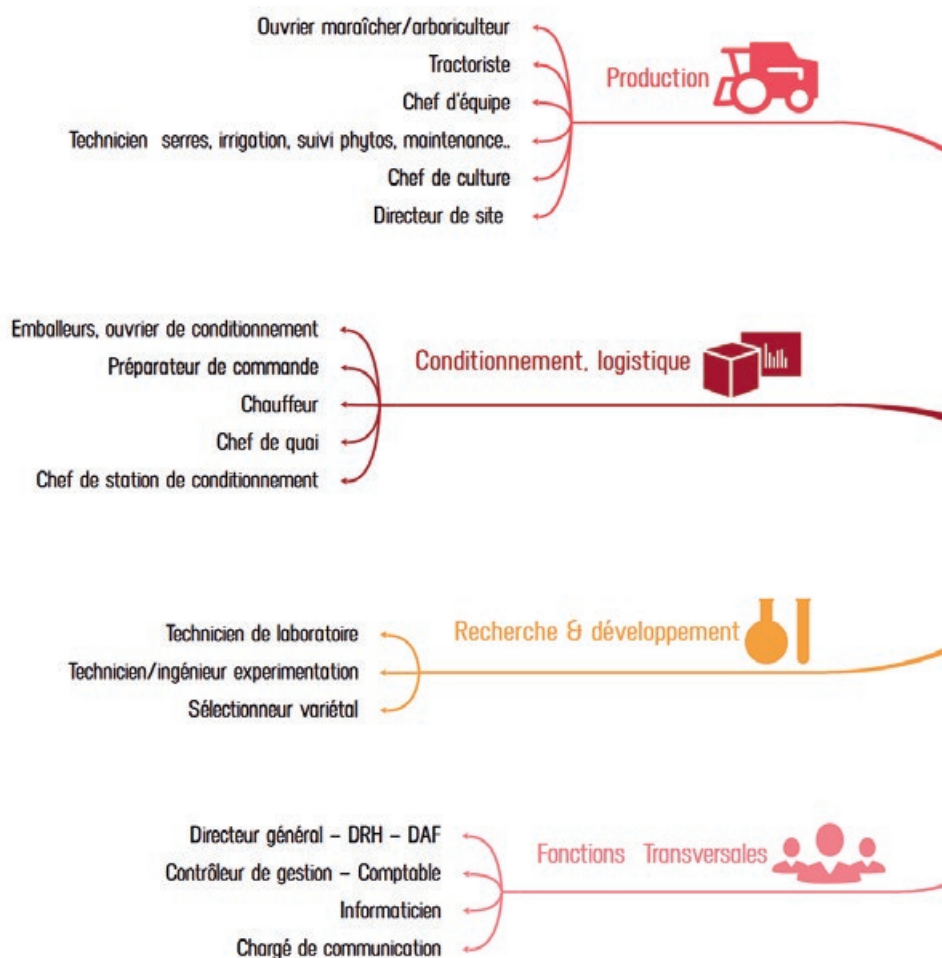 Production
Ouvrier maraîcher/arboriculteur
Tractoriste
Chef d'équipe
Technicien serres, irrigation, suivi phytos, maintenance..
Chef de culture
Directeur de site
Conditionnement, logistique
Emballeurs, ouvrier de conditionnement
Préparateur de commande
Chauffeur
Chef de quai
Chef de station de conditionnement
Recherche & développement
Technicien de laboratoire
Technicien/ingénieur experimentation
Sélectionneur variétal
Fonctions Transversales
Directeur général – DRH – DAF
Contrôleur de gestion – Comptable
Informaticien
Chargé de communication